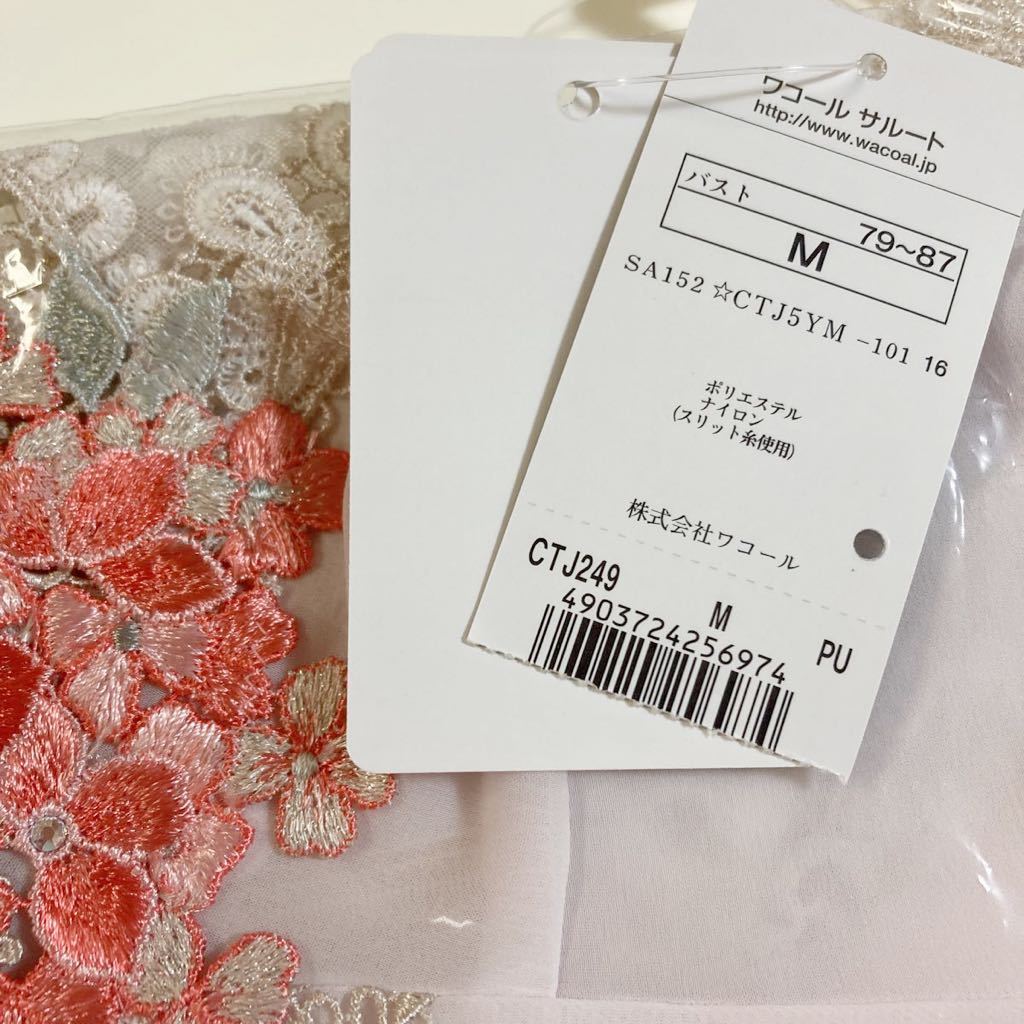 ワコール サルート
http://www.wacoal.jp
バスト
79~87
M
SA152 ☆CTJ5YM -101 16
ポリエステル
ナイロン
(スリット糸使用)
株式会社ワコール
CTJ249
M
4903724256974
PU